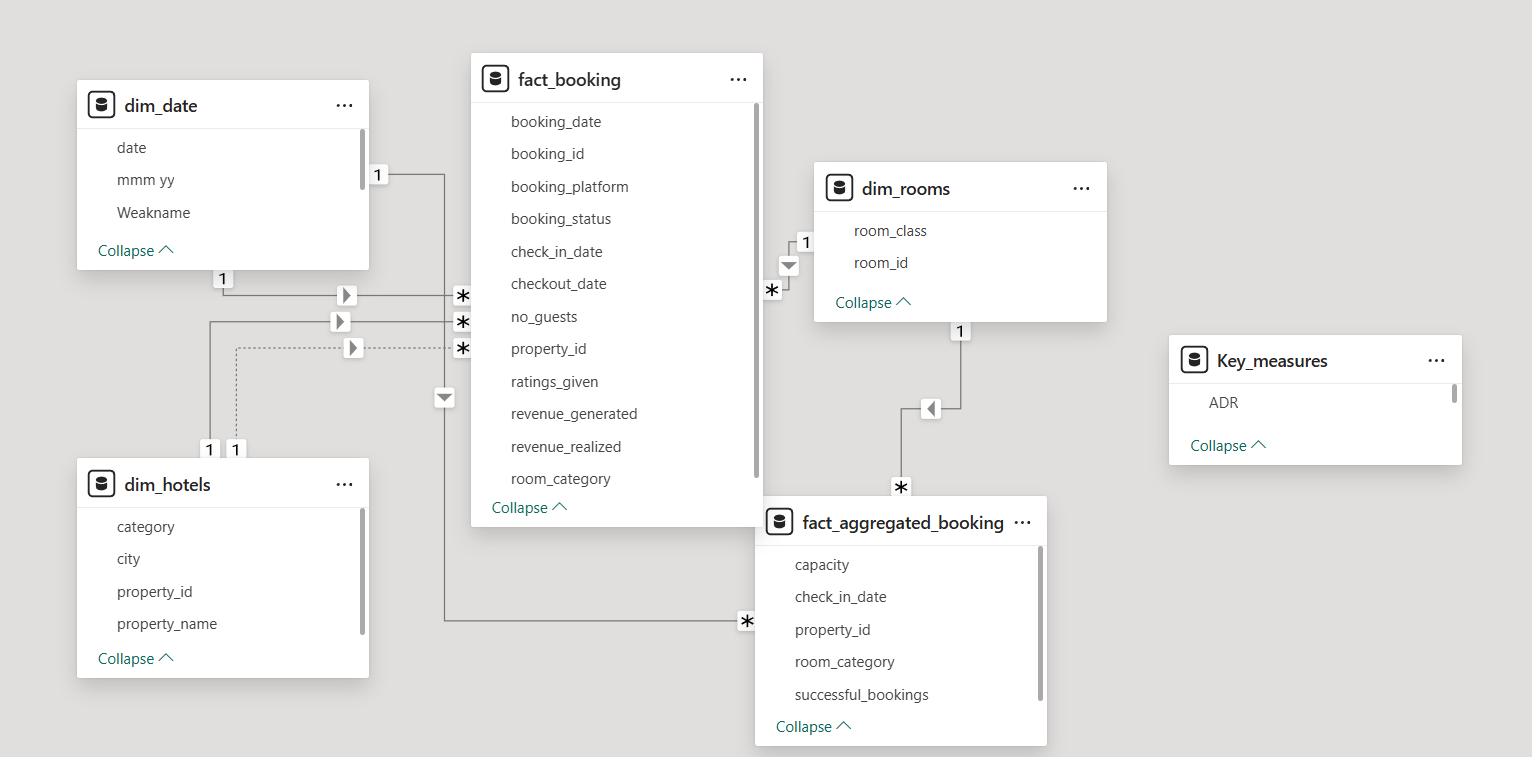 dim_date
date
mmm yy
Weakname
Collapse
1
1
fact_booking
booking_date
booking_id
booking_platform
booking_status
check_in_date
checkout_date
no_guests
property_id
ratings_given
revenue_generated
revenue_realized
room_category
Collapse
*
*
*
*
1
dim_rooms
room_class
room_id
Collapse
1
*
1
1
dim_hotels
category
city
property_id
property_name
Collapse
*
fact_aggregated_booking
capacity
check_in_date
property_id
room_category
successful_bookings
Collapse
Key_measures
ADR
Collapse